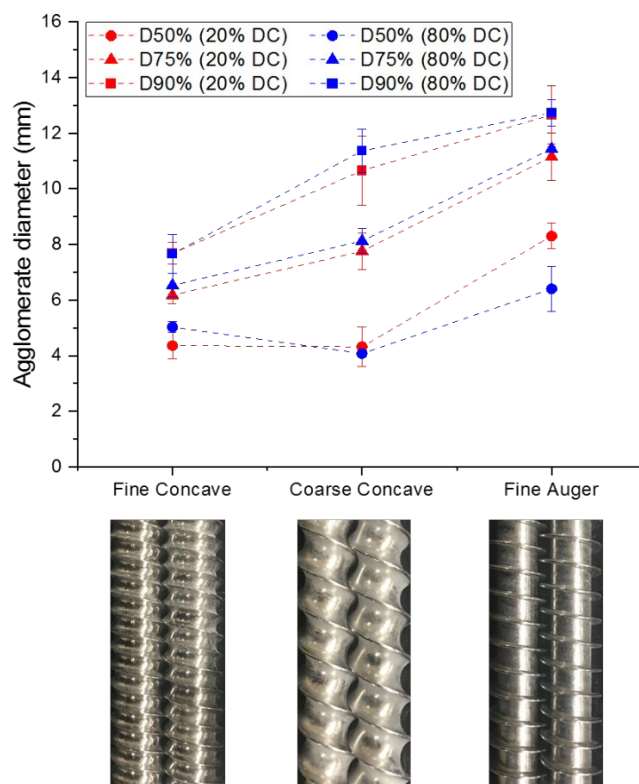 16
14
12
10
8
6
4
2
0
Agglomerate diameter (mm)
D50% (20% DC) D50% (80% DC)
D75% (20% DC) D75% (80% DC)
D90% (20% DC) D90% (80% DC)
Fine Concave Coarse Concave Fine Auger